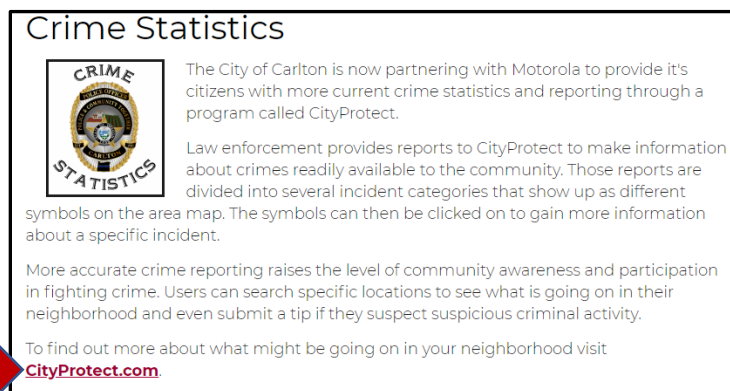 Crime Statistics
CRIME
POLICE OFFICER
CARLTON
STATISTICS
The City of Carlton is now partnering with Motorola to provide it's
citizens with more current crime statistics and reporting through a
program called CityProtect.
Law enforcement provides reports to CityProtect to make information
about crimes readily available to the community. Those reports are
divided into several incident categories that show up as different
symbols on the area map. The symbols can then be clicked on to gain more information
about a specific incident.
More accurate crime reporting raises the level of community awareness and participation
in fighting crime. Users can search specific locations to see what is going on in their
neighborhood and even submit a tip if they suspect suspicious criminal activity.
To find out more about what might be going on in your neighborhood visit
CityProtect.com.